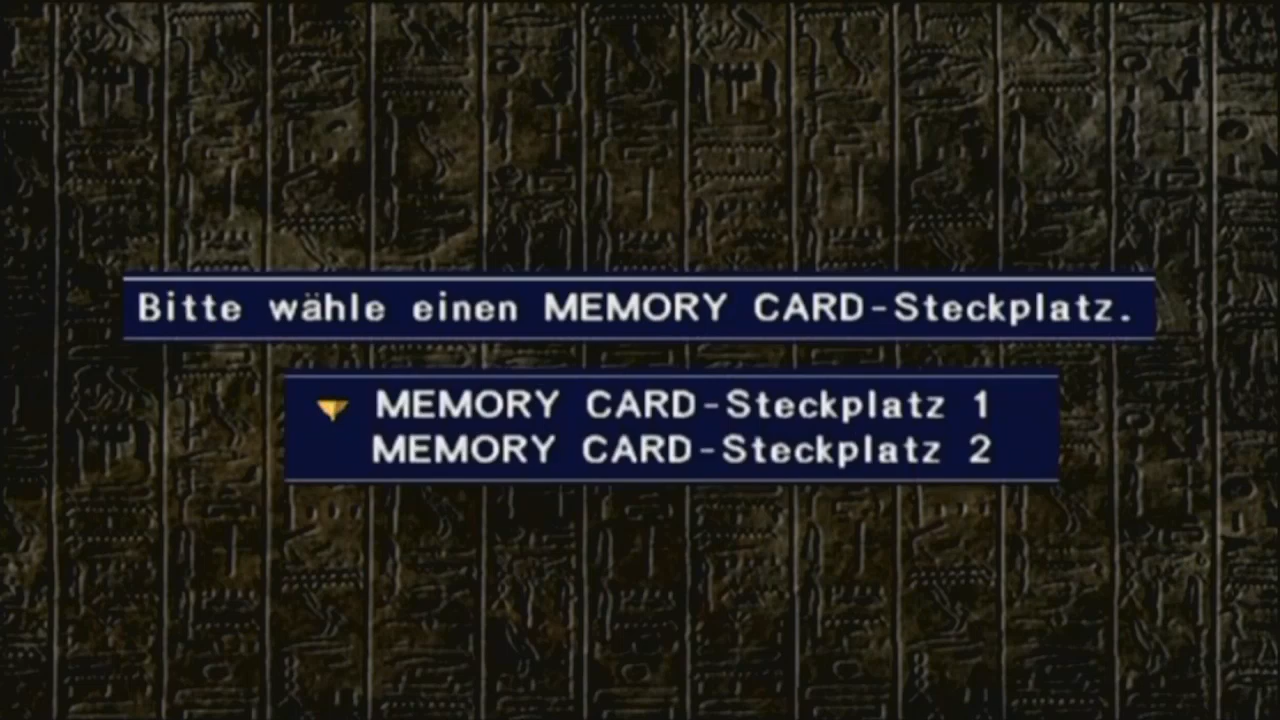 Bitte wähle einen MEMORY CARD-Steckplatz.
MEMORY CARD-Steckplatz 1
MEMORY CARD-Steckplatz 2